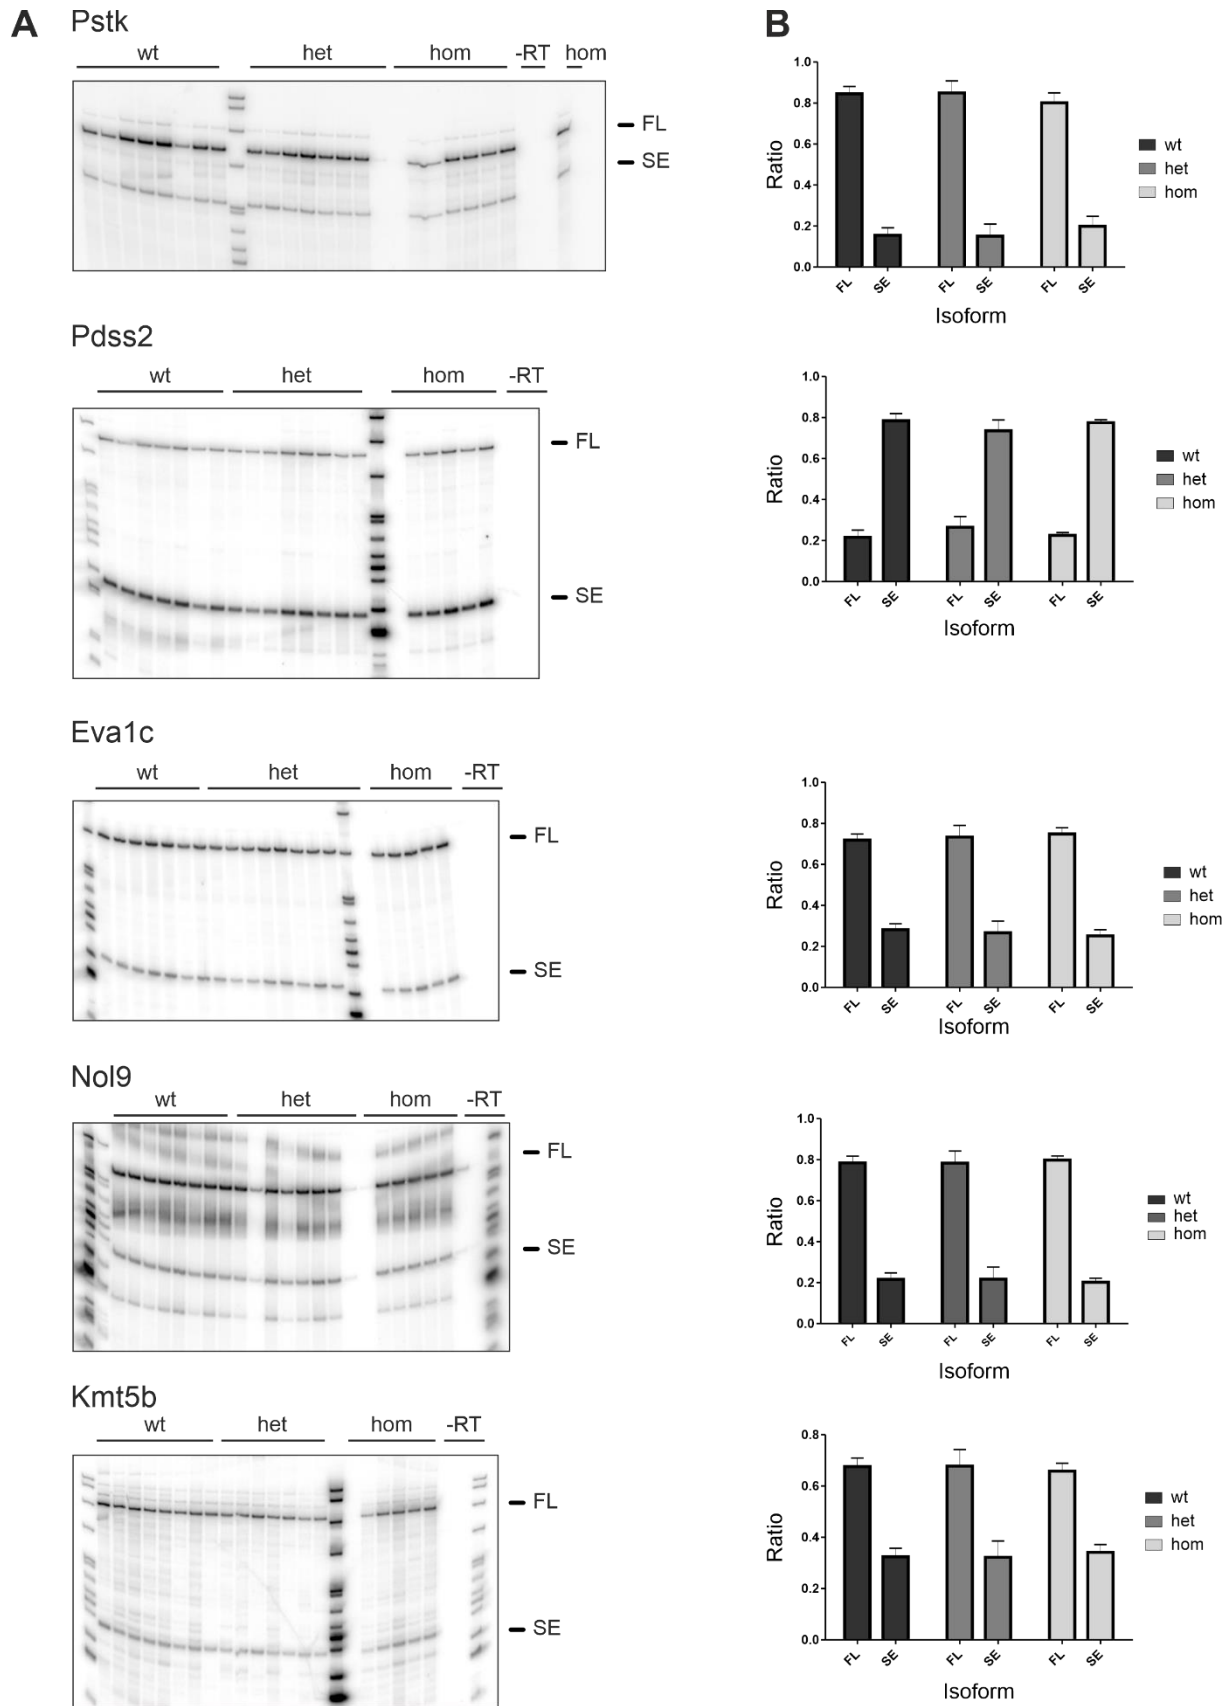 A
B
Pstk
wt het hom -RT hom
FL
SE
1.0
0.8
0.6
0.4
0.2
0.0
Ratio
FL SE FL SE FL SE
Isoform
wt
het
hom
Pdss2
wt het hom -RT
FL
SE
1.0
0.8
0.6
0.4
0.2
0.0
Ratio
FL SE FL SE FL SE
Isoform
wt
het
hom
Eva1c
wt het hom -RT
FL
SE
1.0
0.8
0.6
0.4
0.2
0.0
Ratio
FL SE FL SE FL SE
Isoform
wt
het
hom
Nol9
wt het hom -RT
FL
SE
1.0
0.8
0.6
0.4
0.2
0.0
Ratio
FL SE FL SE FL SE
Isoform
wt
het
hom
Kmt5b
wt het hom -RT
FL
SE
0.8
0.6
0.4
0.2
0.0
Ratio
FL SE FL SE FL SE
Isoform
wt
het
hom